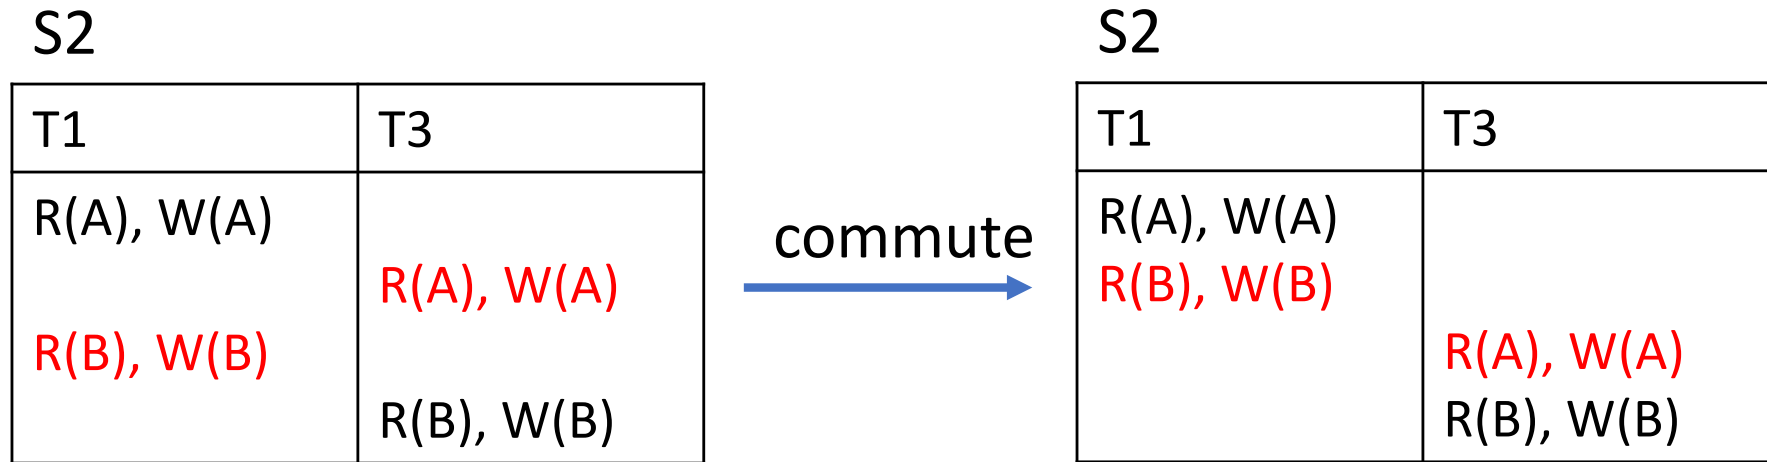 S2
T1 T3
R(A), W(A)
R(A), W(A)
R(B), W(B)
R(B), W(B)
commute
S2
T1 T3
R(A), W(A)
R(B), W(B)
R(A), W(A)
R(B), W(B)